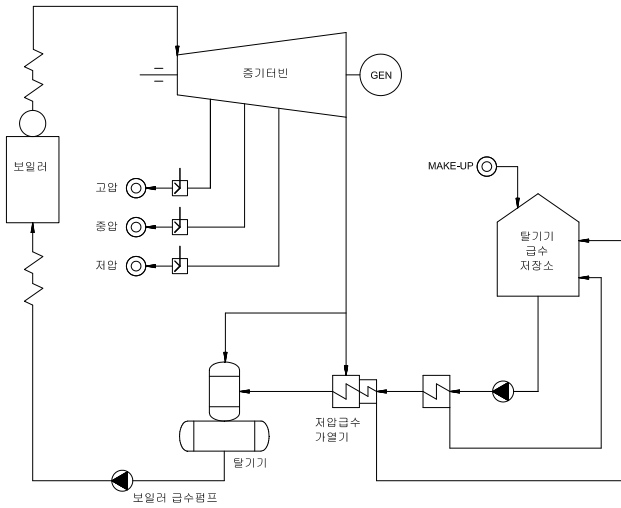 증기터빈
GEN
보일러
고압
중압
저압
MAKE-UP
탈기기
급수
저장소
저압급수
가열기
탈기기
보일러 급수펌프